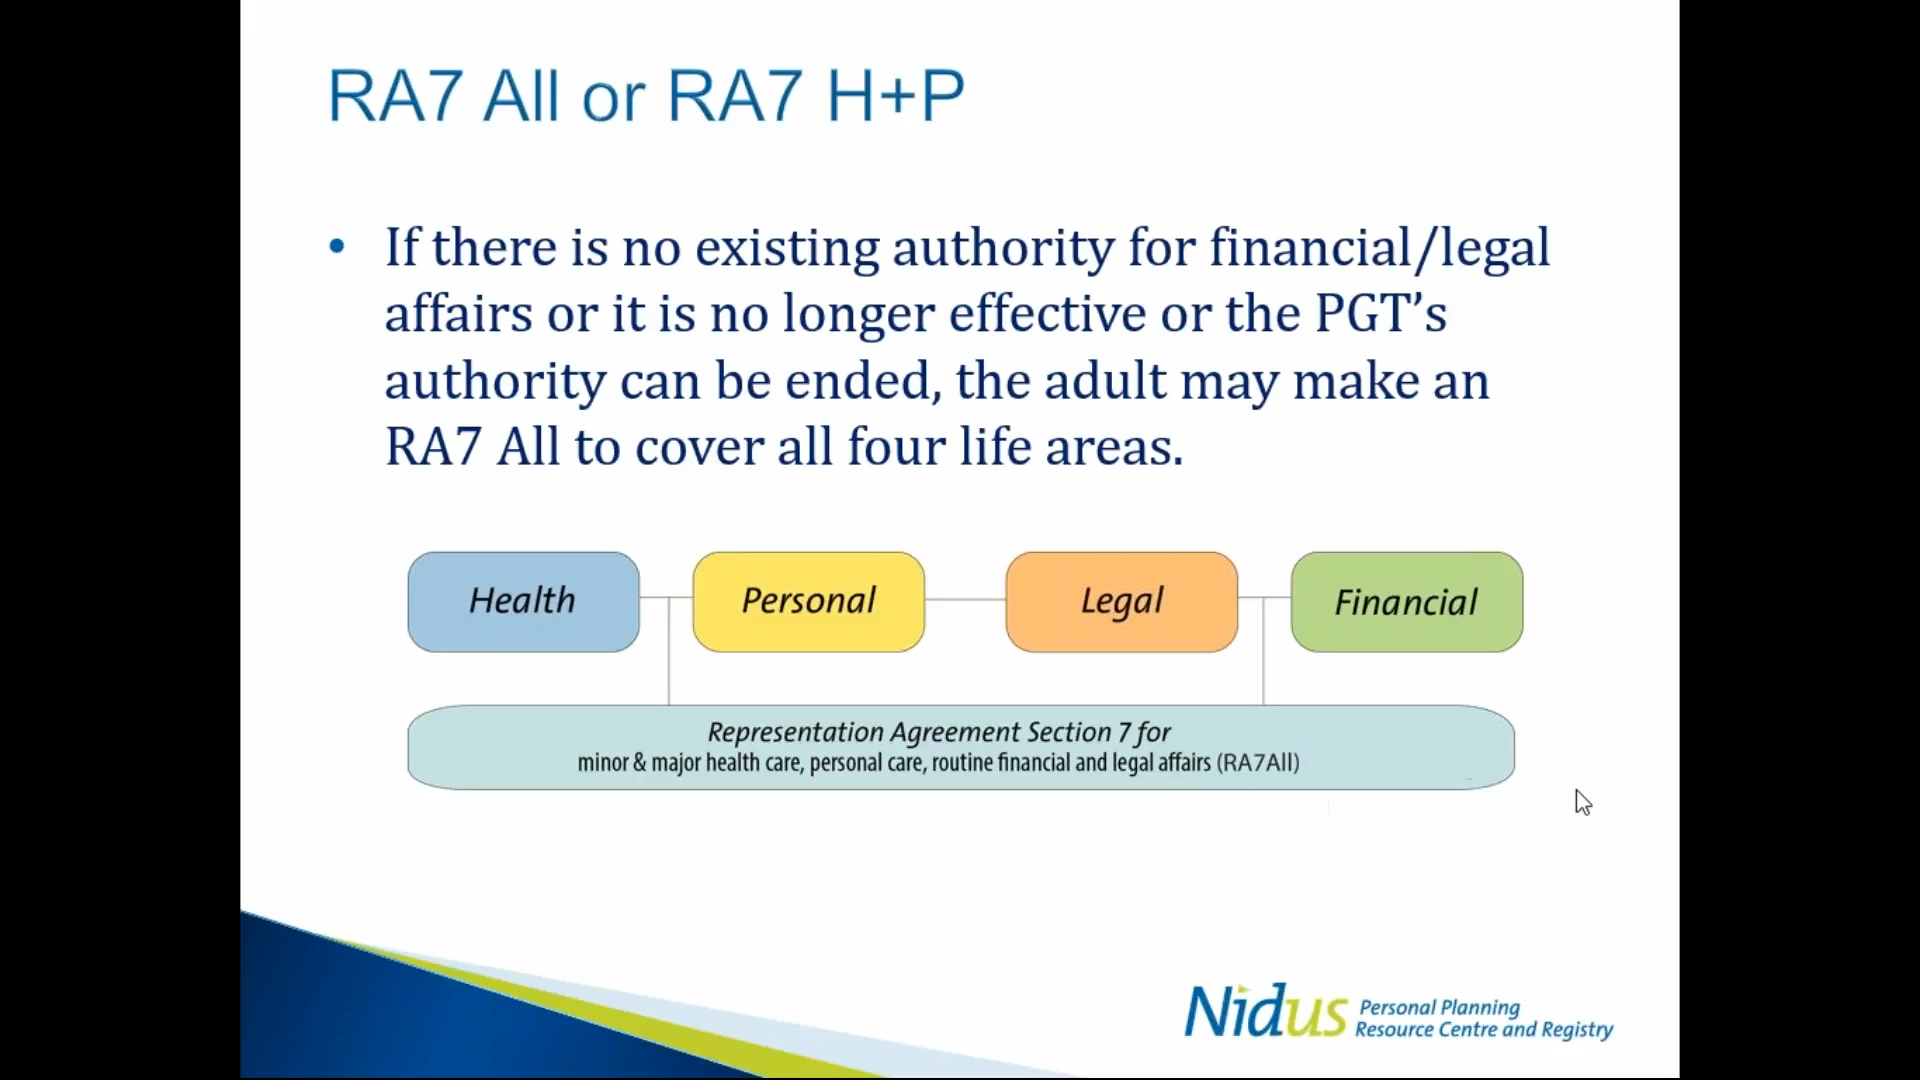 RA7 All or RA7 H+P
• If there is no existing authority for financial/legal
affairs or it is no longer effective or the PGT’s
authority can be ended, the adult may make an
RA7 All to cover all four life areas.
Health
Personal
Legal
Financial
Representation Agreement Section 7 for
minor & major health care, personal care, routine financial and legal affairs (RA7All)
Nidus Personal Planning
Resource Centre and Registry